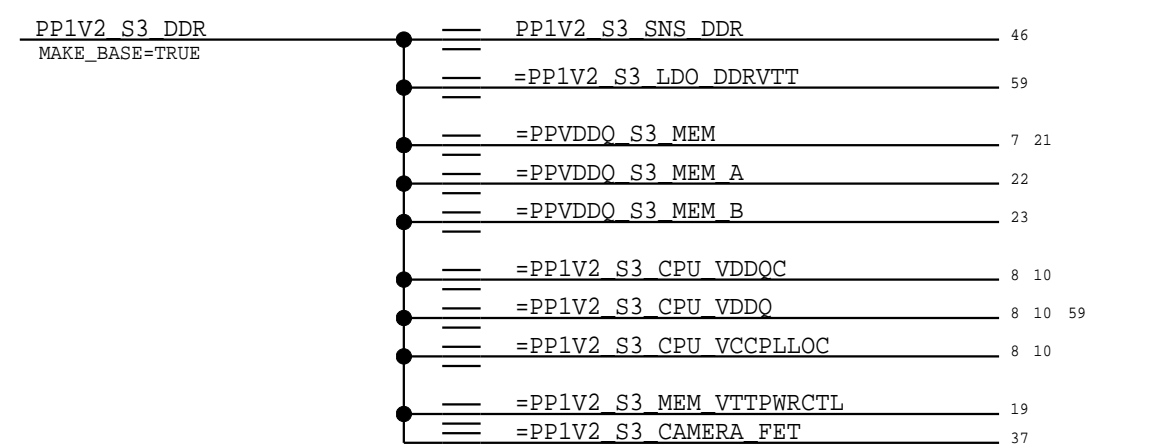 PP1V2_S3_DDR PP1V2_S3_SNS_DDR 46
MAKE_BASE=TRUE
=PP1V2_S3_LDO_DDRVTT 59
=PPVDDQ_S3_MEM 7 21
=PPVDDQ_S3_MEM_A 22
=PPVDDQ_S3_MEM_B 23
=PP1V2_S3_CPU_VDDQC 8 10
=PP1V2_S3_CPU_VDDQ 8 10 59
=PP1V2_S3_CPU_VCCPLLOC 8 10
=PP1V2_S3_MEM_VTTPWRCTL 19
=PP1V2_S3_CAMERA_FET 37